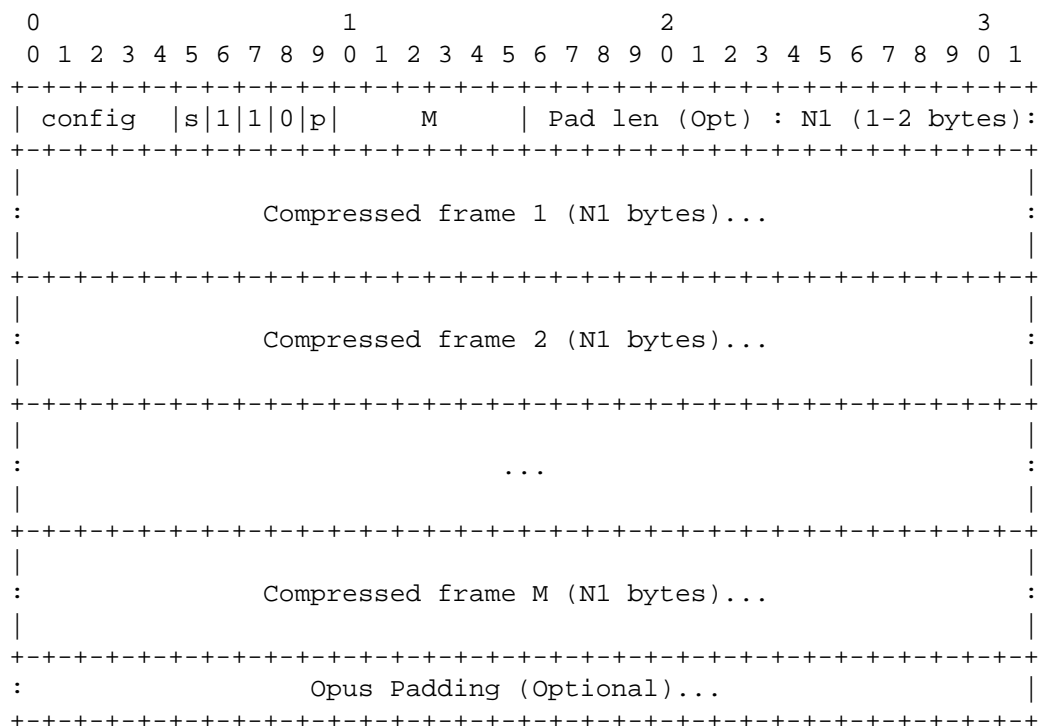 0                   1                   2                   3
 0 1 2 3 4 5 6 7 8 9 0 1 2 3 4 5 6 7 8 9 0 1 2 3 4 5 6 7 8 9 0 1
+-+-+-+-+-+-+-+-+-+-+-+-+-+-+-+-+-+-+-+-+-+-+-+-+-+-+-+-+-+-+-+-+
| config  |s|1|1|0|p|     M     | Pad len (Opt) : N1 (1-2 bytes):
+-+-+-+-+-+-+-+-+-+-+-+-+-+-+-+-+-+-+-+-+-+-+-+-+-+-+-+-+-+-+-+-+
|                                                               |
:               Compressed frame 1 (N1 bytes)...                :
|                                                               |
+-+-+-+-+-+-+-+-+-+-+-+-+-+-+-+-+-+-+-+-+-+-+-+-+-+-+-+-+-+-+-+-+
|                                                               |
:               Compressed frame 2 (N1 bytes)...                :
|                                                               |
+-+-+-+-+-+-+-+-+-+-+-+-+-+-+-+-+-+-+-+-+-+-+-+-+-+-+-+-+-+-+-+-+
|                                                               |
:                              ...                              :
|                                                               |
+-+-+-+-+-+-+-+-+-+-+-+-+-+-+-+-+-+-+-+-+-+-+-+-+-+-+-+-+-+-+-+-+
|                                                               |
:               Compressed frame M (N1 bytes)...                :
|                                                               |
+-+-+-+-+-+-+-+-+-+-+-+-+-+-+-+-+-+-+-+-+-+-+-+-+-+-+-+-+-+-+-+-+
:                  Opus Padding (Optional)...                   |
+-+-+-+-+-+-+-+-+-+-+-+-+-+-+-+-+-+-+-+-+-+-+-+-+-+-+-+-+-+-+-+-+